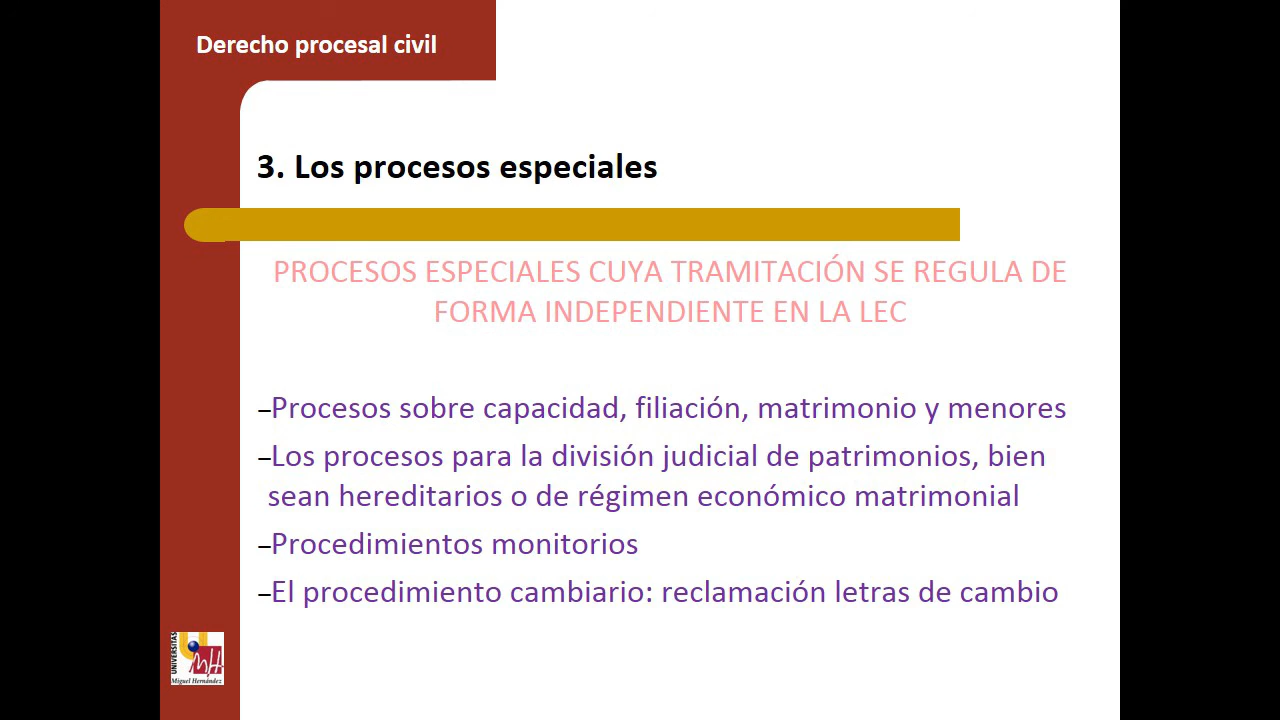 Derecho procesal civil
3. Los procesos especiales
PROCESOS ESPECIALES CUYA TRAMITACIÓN SE REGULA DE
FORMA INDEPENDIENTE EN LA LEC
–Procesos sobre capacidad, filiación, matrimonio y menores
–Los procesos para la división judicial de patrimonios, bien
sean hereditarios o de régimen económico matrimonial
–Procedimientos monitorios
–El procedimiento cambiario: reclamación letras de cambio
UNIVERSITAS
Miguel Hernández